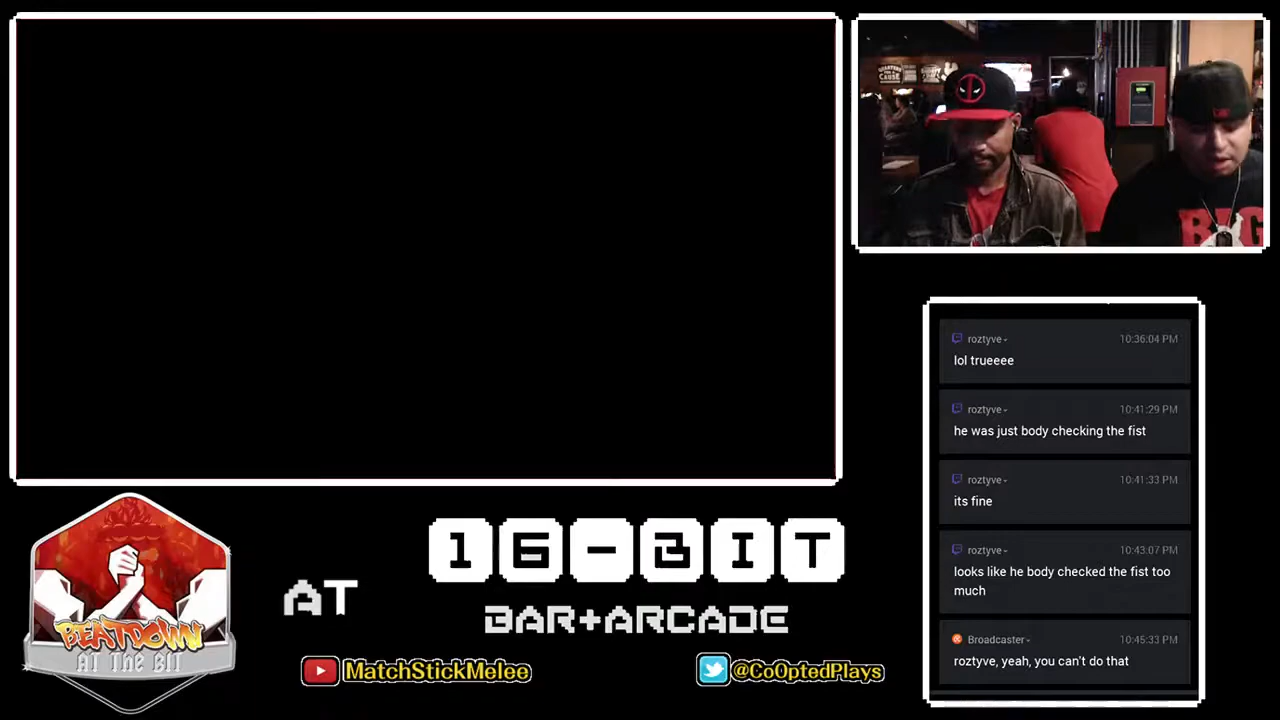 BIG
roztyve-
10:36:04 PM
lol trueeee
roztyve-
10:41:29 PM
he was just body checking the fist
roztyve-
10:41:33 PM
its fine
roztyve-
10:43:07 PM
looks like he body checked the fist too
much
Broadcaster-
10:45:33 PM
roztyve, yeah, you can't do that
BEATDOWN
AT THE BIT
AT
16-BIT
BAR+ARCADE
MatchStickMelee
@CoOptedPlays